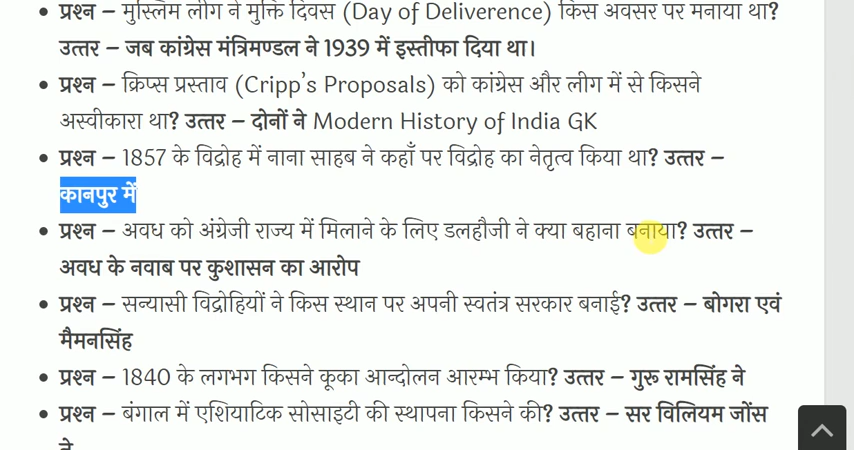 प्रश्न – मुस्लिम लीग ने मुक्ति दिवस (Day of Deliverence) किस अवसर पर मनाया था?
उत्तर – जब कांग्रेस मंत्रिमण्डल ने 1939 में इस्तीफा दिया था।
प्रश्न – क्रिप्स प्रस्ताव (Cripp’s Proposals) को कांग्रेस और लीग में से किसने
अस्वीकारा था? उत्तर – दोनों ने Modern History of India GK
प्रश्न – 1857 के विद्रोह में नाना साहब ने कहाँ पर विद्रोह का नेतृत्व किया था? उत्तर –
कानपुर में
प्रश्न – अवध को अंग्रेजी राज्य में मिलाने के लिए डलहौजी ने क्या बहाना बनाया? उत्तर –
अवध के नवाब पर कुशासन का आरोप
प्रश्न – सन्यासी विद्रोहियों ने किस स्थान पर अपनी स्वतंत्र सरकार बनाई? उत्तर – बोगरा एवं
मैमनसिंह
प्रश्न – 1840 के लगभग किसने कूका आन्दोलन आरम्भ किया? उत्तर – गुरू रामसिंह ने
प्रश्न – बंगाल में एशियाटिक सोसाइटी की स्थापना किसने की? उत्तर – सर विलियम जोंस
ने